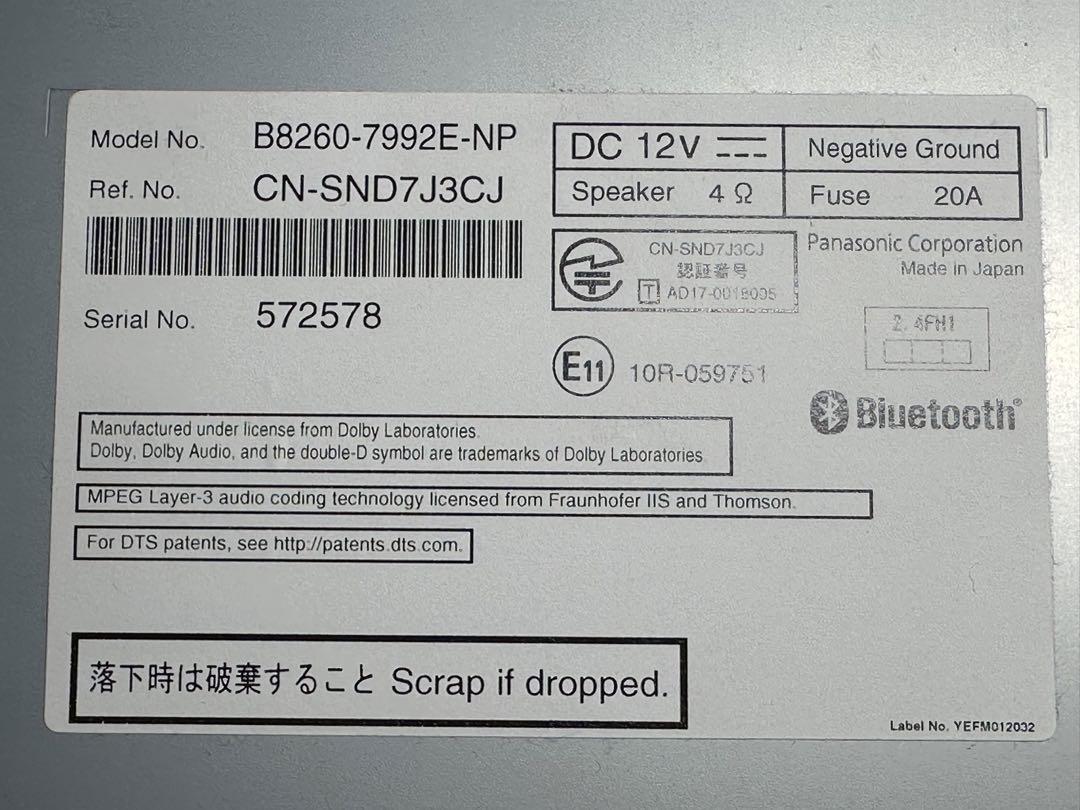 Model No. B8260-7992E-NP
Ref. No. CN-SND7J3CJ
Serial No. 572578
DC 12V
Negative Ground
Speaker 4 Ω
Fuse 20A
CN-SND7J3CJ
認証番号
T AD17-0018005
Panasonic Corporation
Made in Japan
2.4FH1
E11 10R-059751
Bluetooth®
Manufactured under license from Dolby Laboratories.
Dolby, Dolby Audio, and the double-D symbol are trademarks of Dolby Laboratories
MPEG Layer-3 audio coding technology licensed from Fraunhofer IIS and Thomson.
For DTS patents, see http://patents.dts.com.
落下時は破棄すること Scrap if dropped.
Label No. YEFM012032